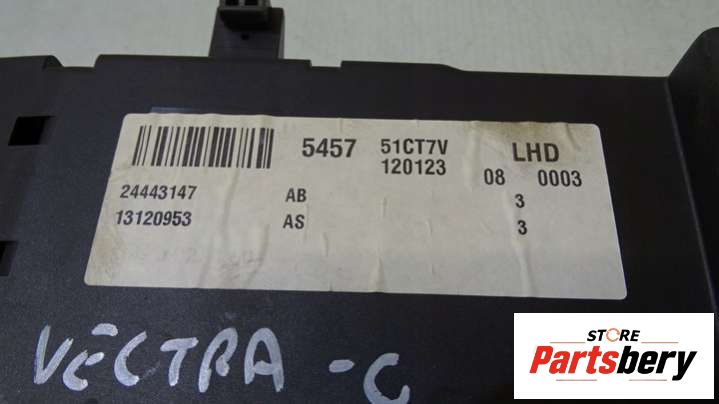 5457 51CT7V LHD
120123 08 0003
24443147 AB 3
13120953 AS 3
VECTRA - C
STORE
Partsbery